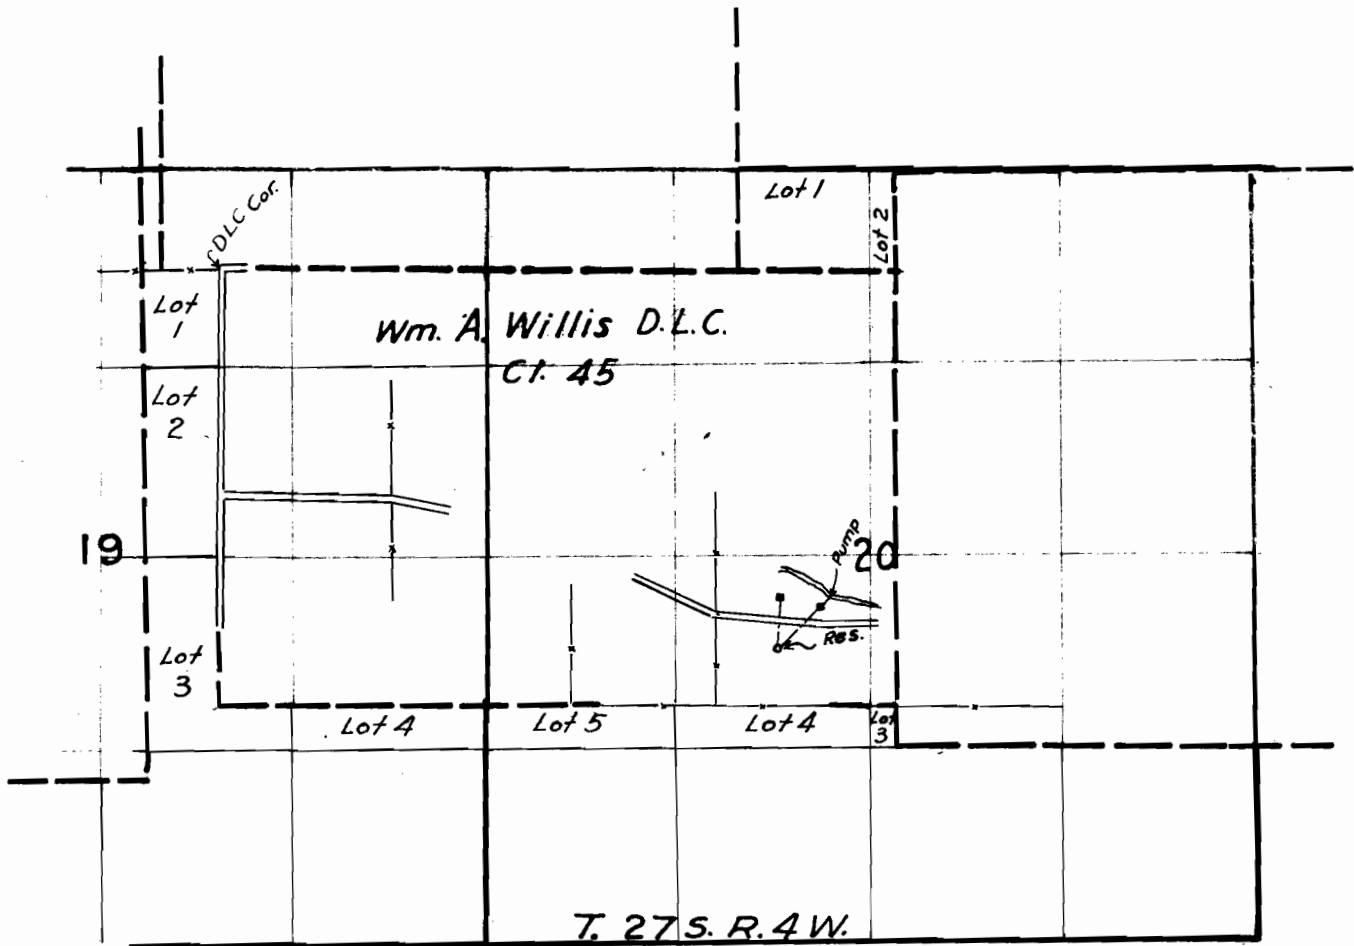 Lot 1
Lot 2
DLC Cor.
Lot
1
Wm. A. Willis D.L.C.
Cl. 45
Lot
2
19
20
Pump
Res.
Lot
3
Lot 4
Lot 5
Lot 4
Lot
3
T. 27 S. R. 4 W.